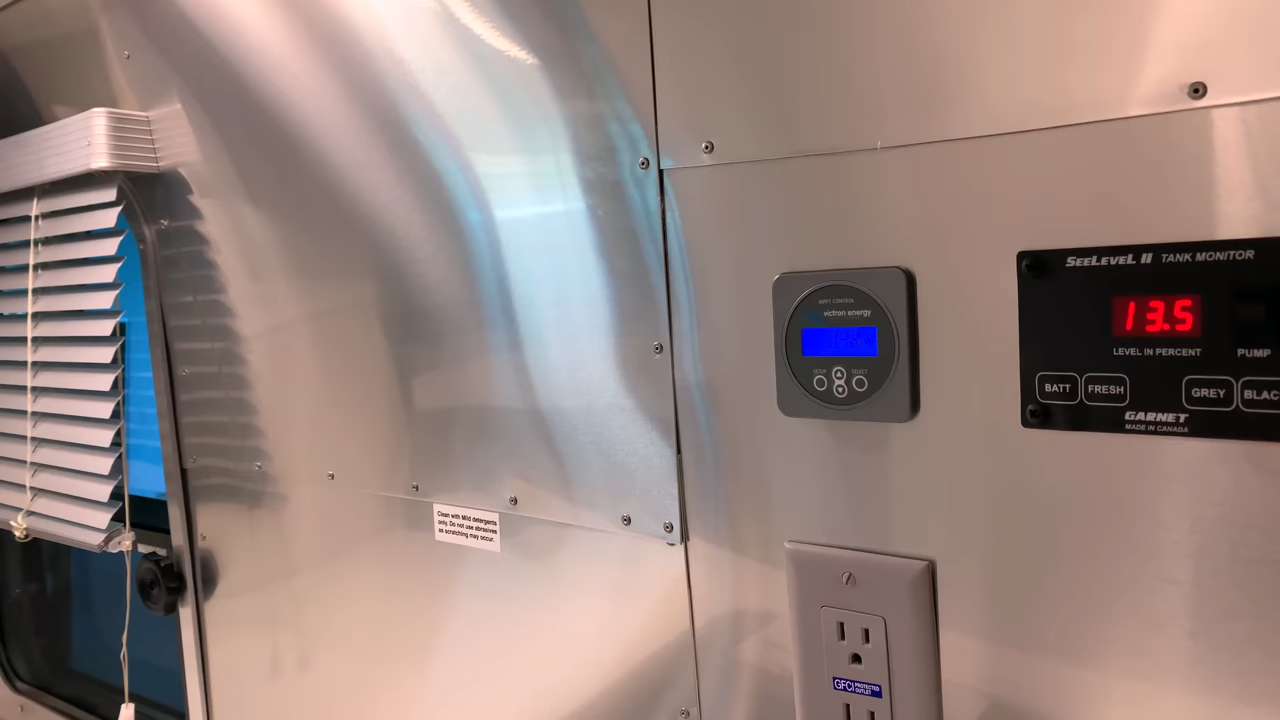 Clean with Mild detergents
only. Do not use abrasives
as scratching may occur.
MPPT CONTROL
victron energy
SETUP
SELECT
SEELEVEL II TANK MONITOR
13.5
LEVEL IN PERCENT
PUMP
BATT
FRESH
GREY
BLAC
GARNET
MADE IN CANADA
GFCI PROTECTED
OUTLET